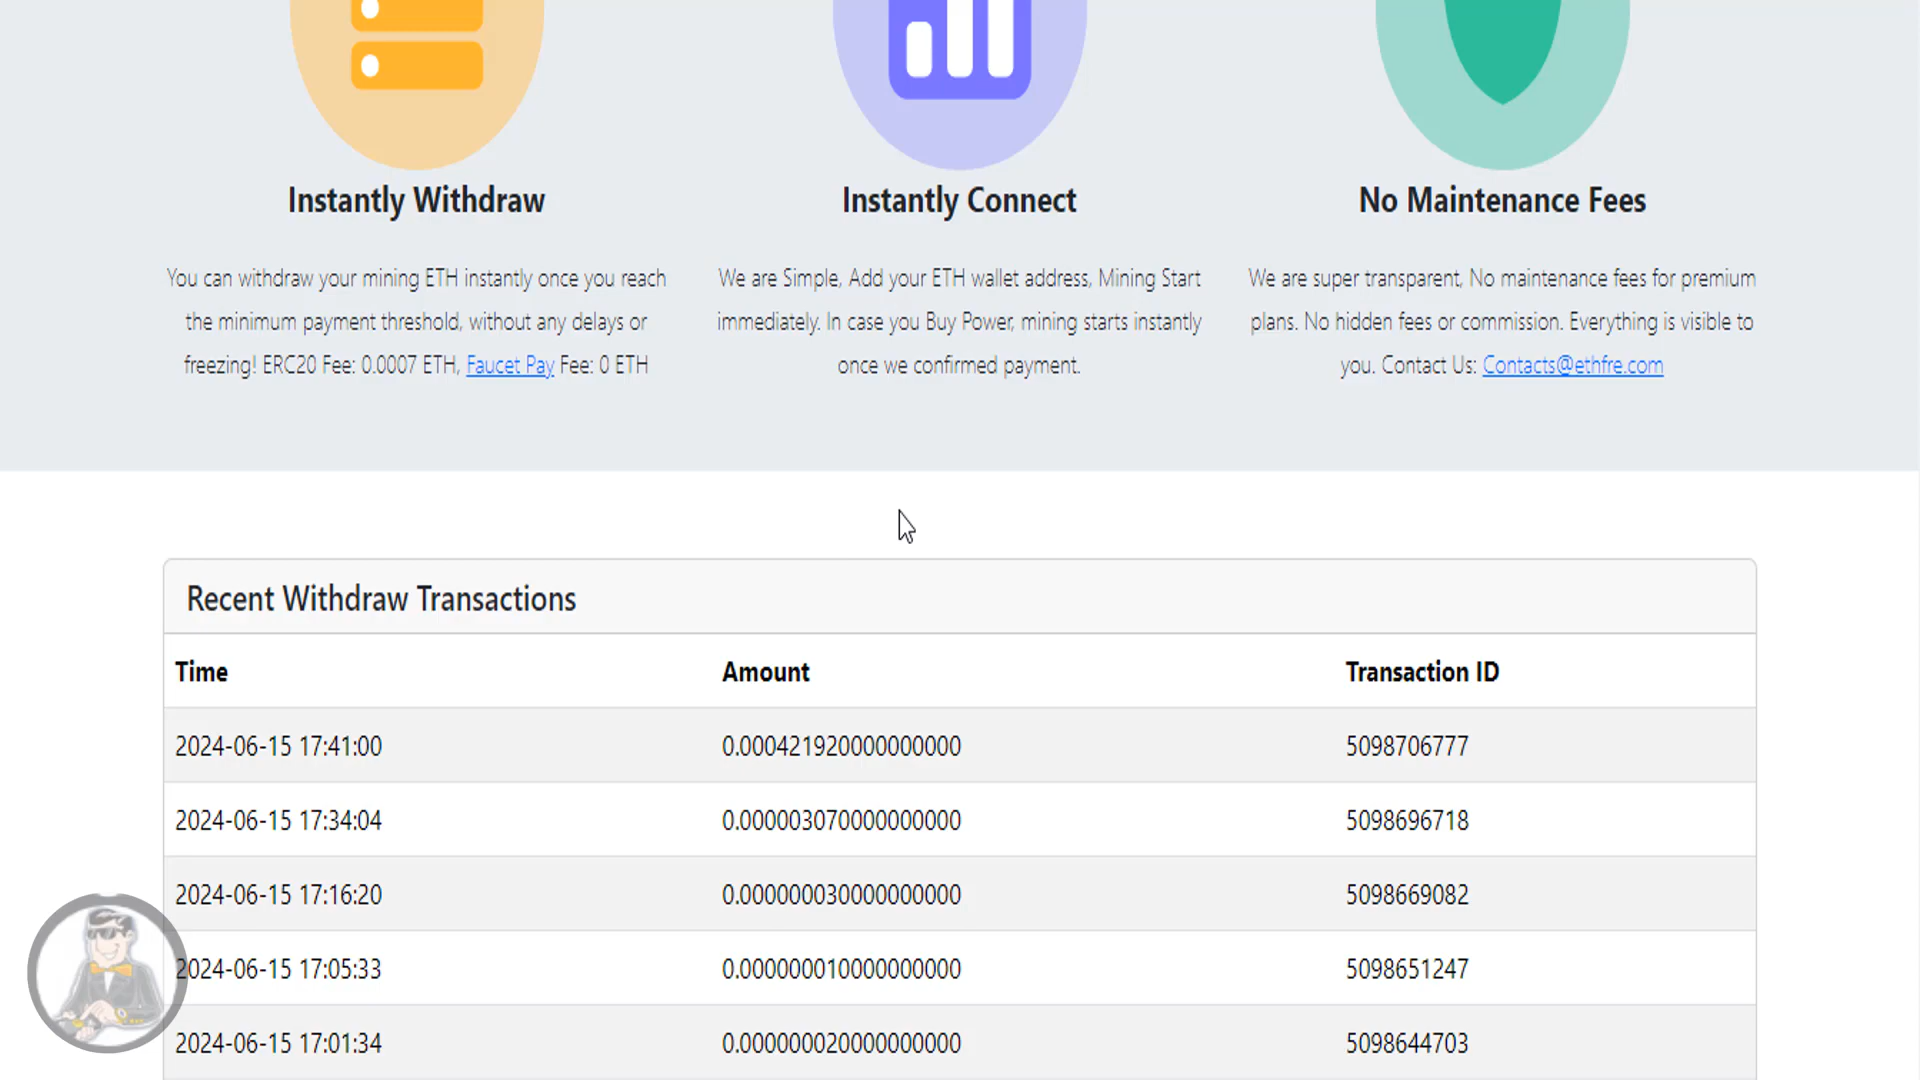 Instantly Withdraw
You can withdraw your mining ETH instantly once you reach
the minimum payment threshold, without any delays or
freezing! ERC20 Fee: 0.0007 ETH, Faucet Pay Fee: 0 ETH
Instantly Connect
We are Simple, Add your ETH wallet address, Mining Start
immediately. In case you Buy Power, mining starts instantly
once we confirmed payment.
No Maintenance Fees
We are super transparent, No maintenance fees for premium
plans. No hidden fees or commission. Everything is visible to
you. Contact Us: Contacts@ethfre.com
Recent Withdraw Transactions
Time Amount Transaction ID
2024-06-15 17:41:00 0.000421920000000000 5098706777
2024-06-15 17:34:04 0.000003070000000000 5098696718
2024-06-15 17:16:20 0.000000030000000000 5098669082
2024-06-15 17:05:33 0.000000010000000000 5098651247
2024-06-15 17:01:34 0.000000020000000000 5098644703